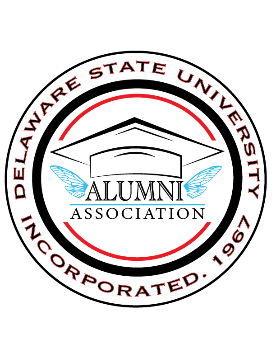 DELAWARE STATE UNIVERSITY
ALUMNI
ASSOCIATION
INCORPORATED. 1967